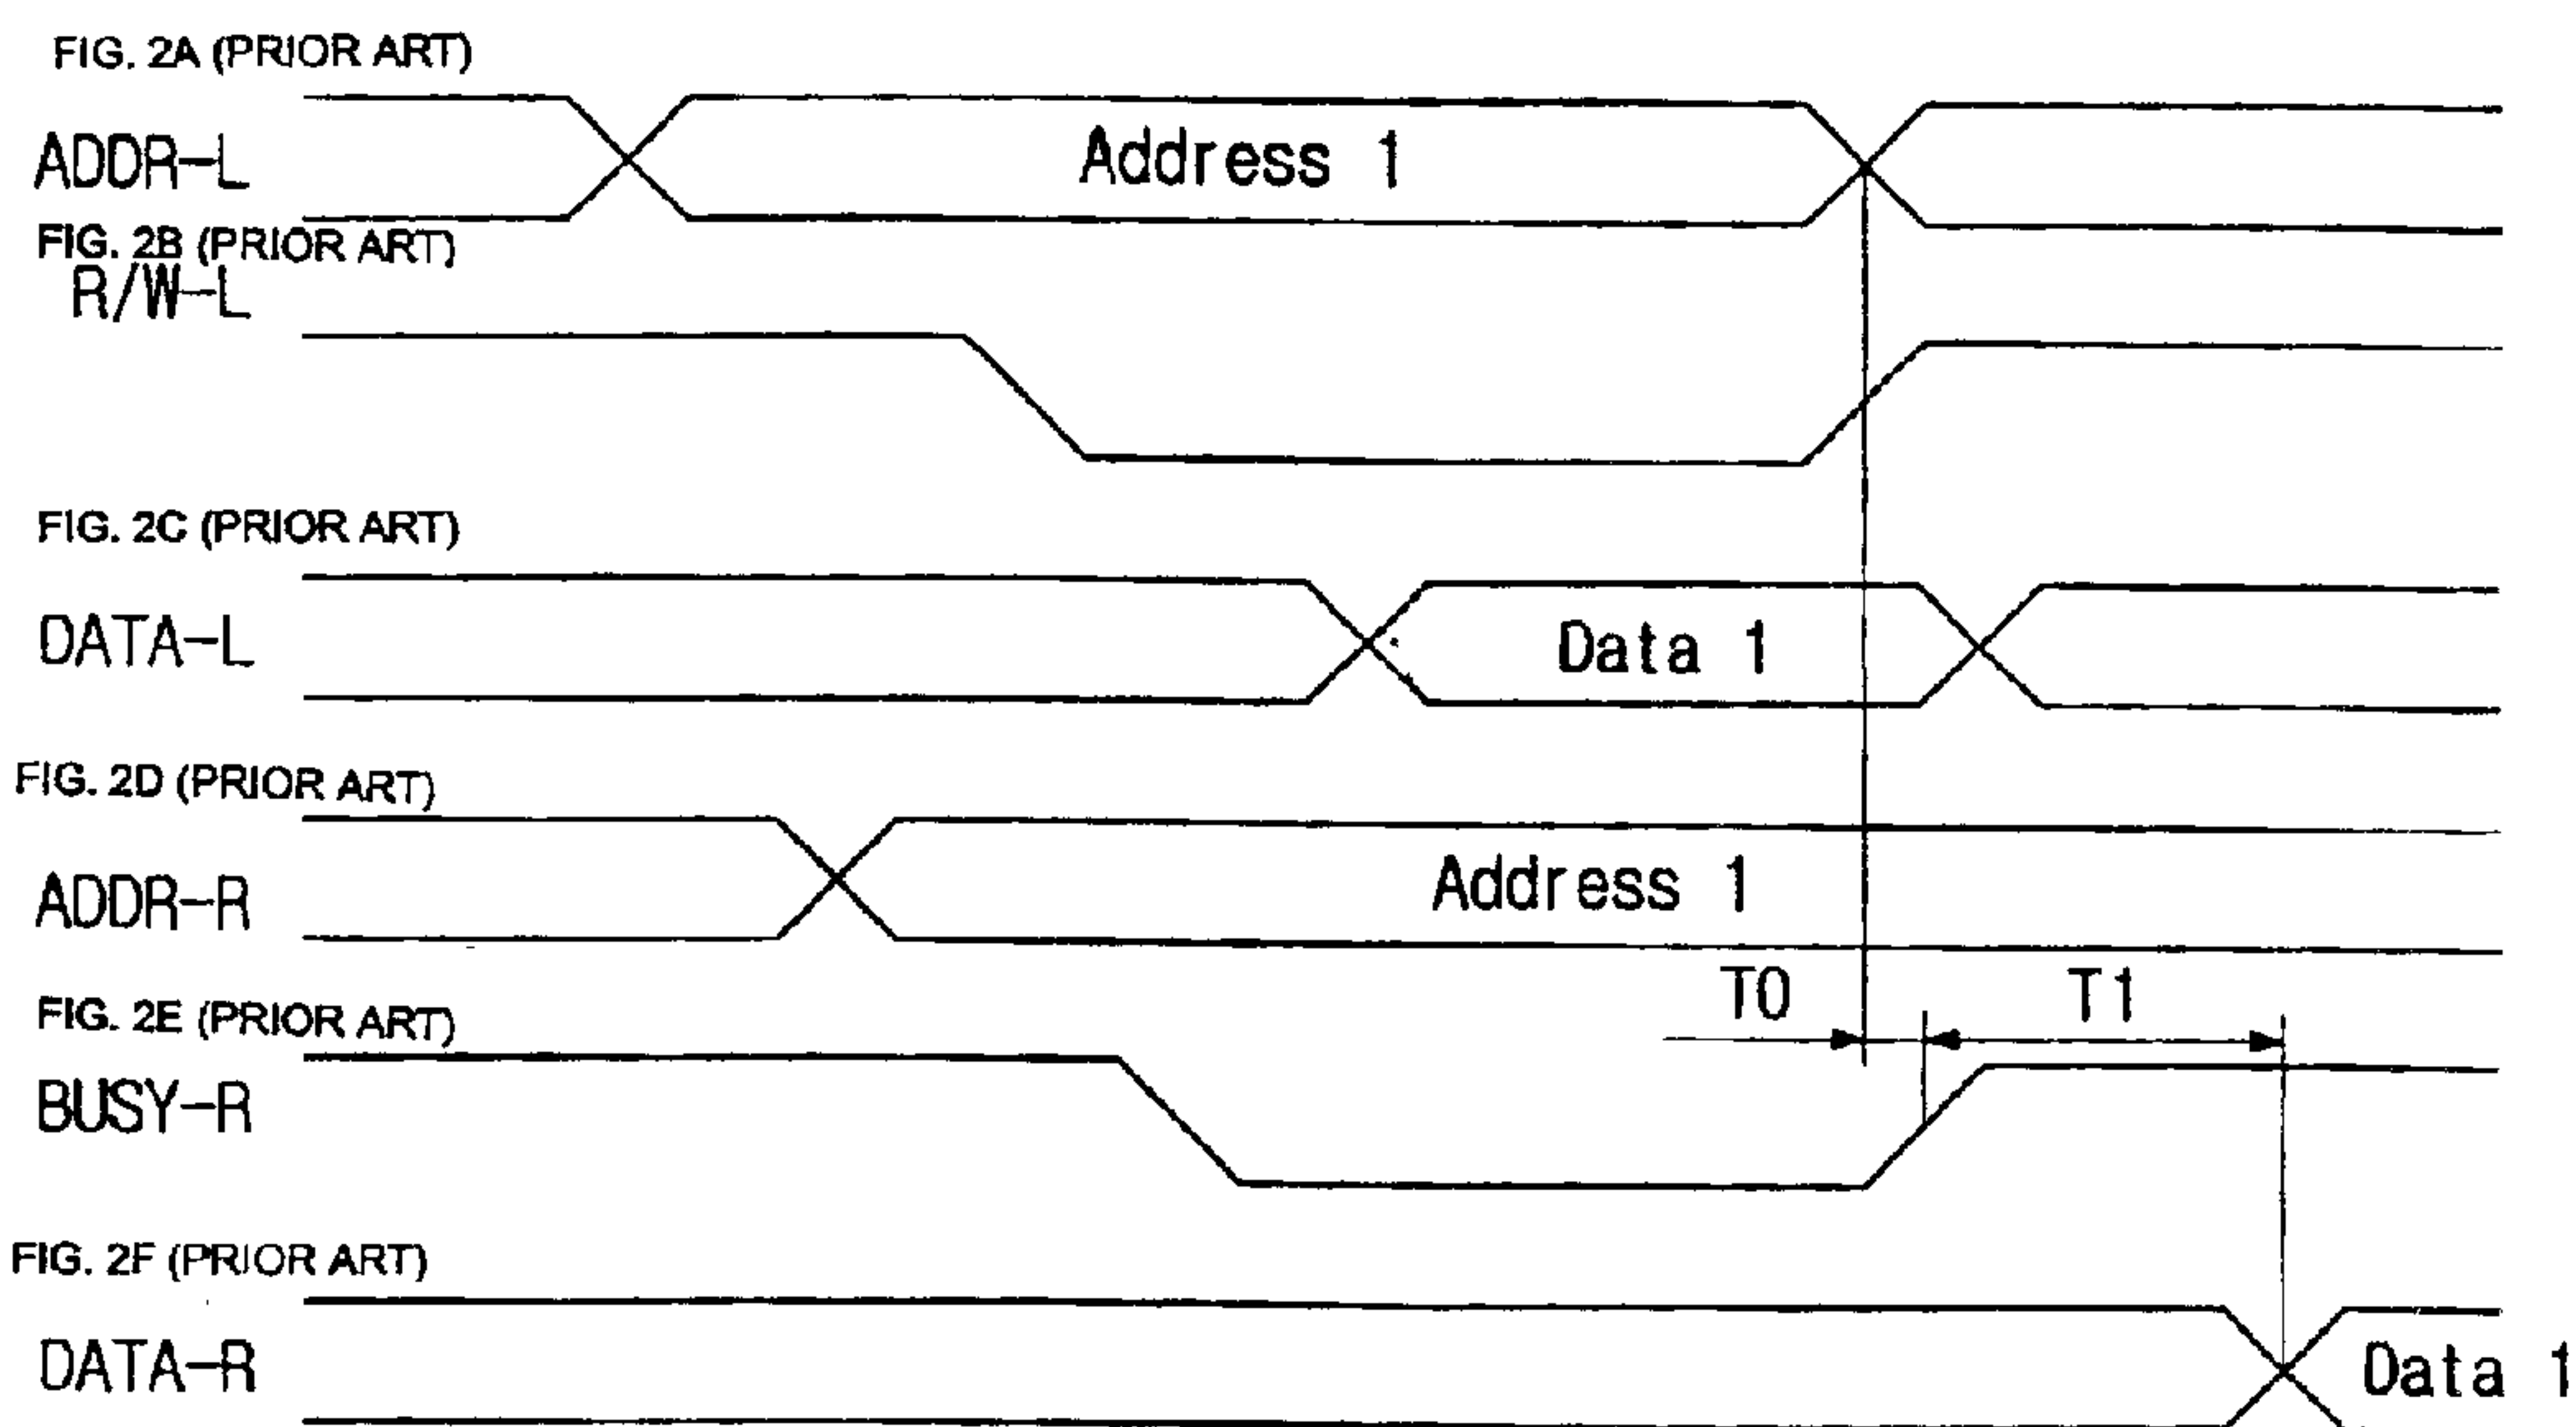 FIG. 2A (PRIOR ART)
ADDR-L
Address 1
FIG. 2B (PRIOR ART)
R/W-L
FIG. 2C (PRIOR ART)
DATA-L
Data 1
FIG. 2D (PRIOR ART)
ADDR-R
Address 1
T0
T1
FIG. 2E (PRIOR ART)
BUSY-R
FIG. 2F (PRIOR ART)
DATA-R
Data 1